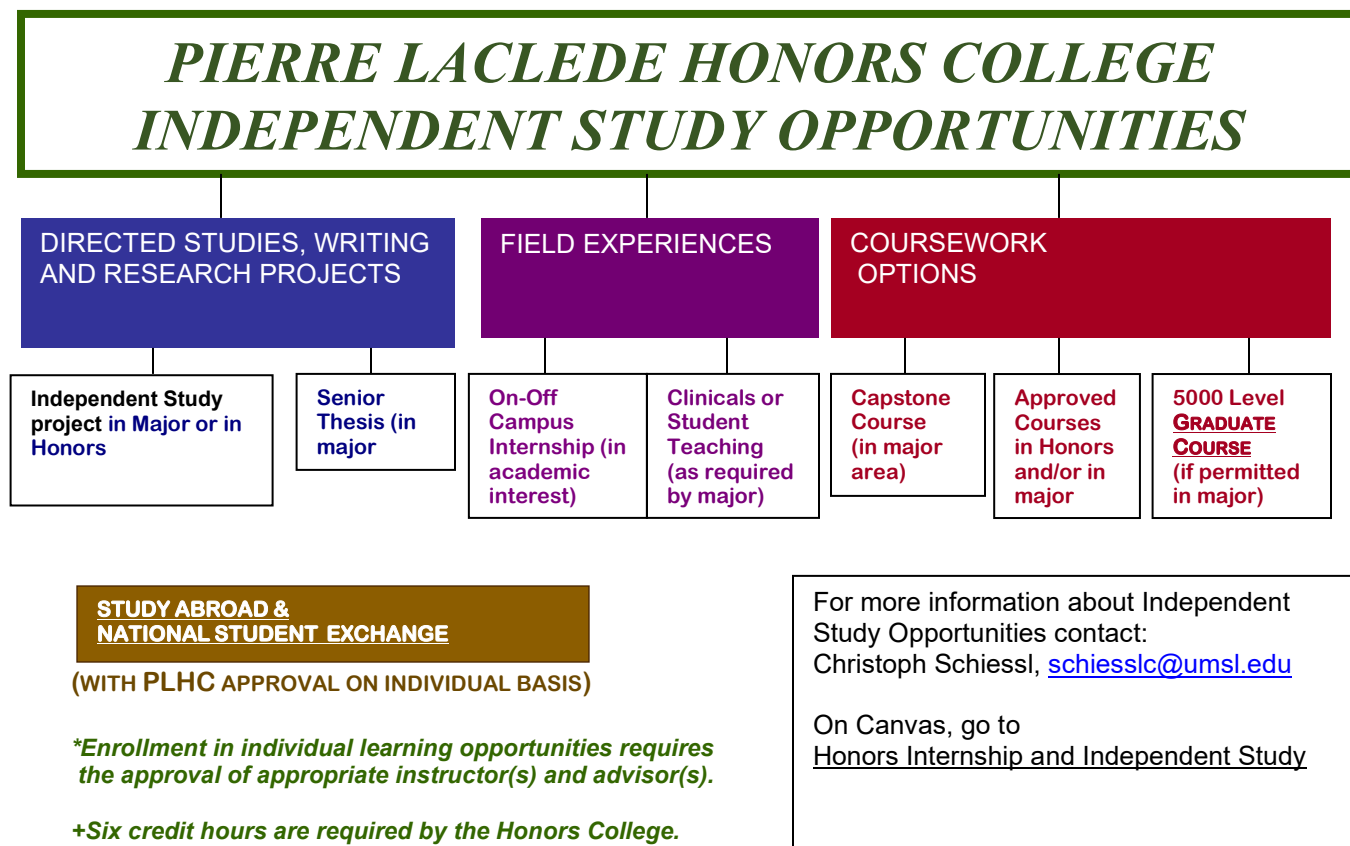 PIERRE LACLEDE HONORS COLLEGE
INDEPENDENT STUDY OPPORTUNITIES
DIRECTED STUDIES, WRITING
AND RESEARCH PROJECTS
FIELD EXPERIENCES
COURSEWORK
OPTIONS
Independent Study
project in Major or in
Honors
Senior
Thesis (in
major
On-Off
Campus
Internship (in
academic
interest)
Clinicals or
Student
Teaching
(as required
by major)
Capstone
Course
(in major
area)
Approved
Courses
in Honors
and/or in
major
5000 Level
GRADUATE
COURSE
(if permitted
in major)
STUDY ABROAD &
NATIONAL STUDENT EXCHANGE
(WITH PLHC APPROVAL ON INDIVIDUAL BASIS)
*Enrollment in individual learning opportunities requires
the approval of appropriate instructor(s) and advisor(s).
+Six credit hours are required by the Honors College.
For more information about Independent
Study Opportunities contact:
Christoph Schiessl, schiesslc@umsl.edu
On Canvas, go to
Honors Internship and Independent Study